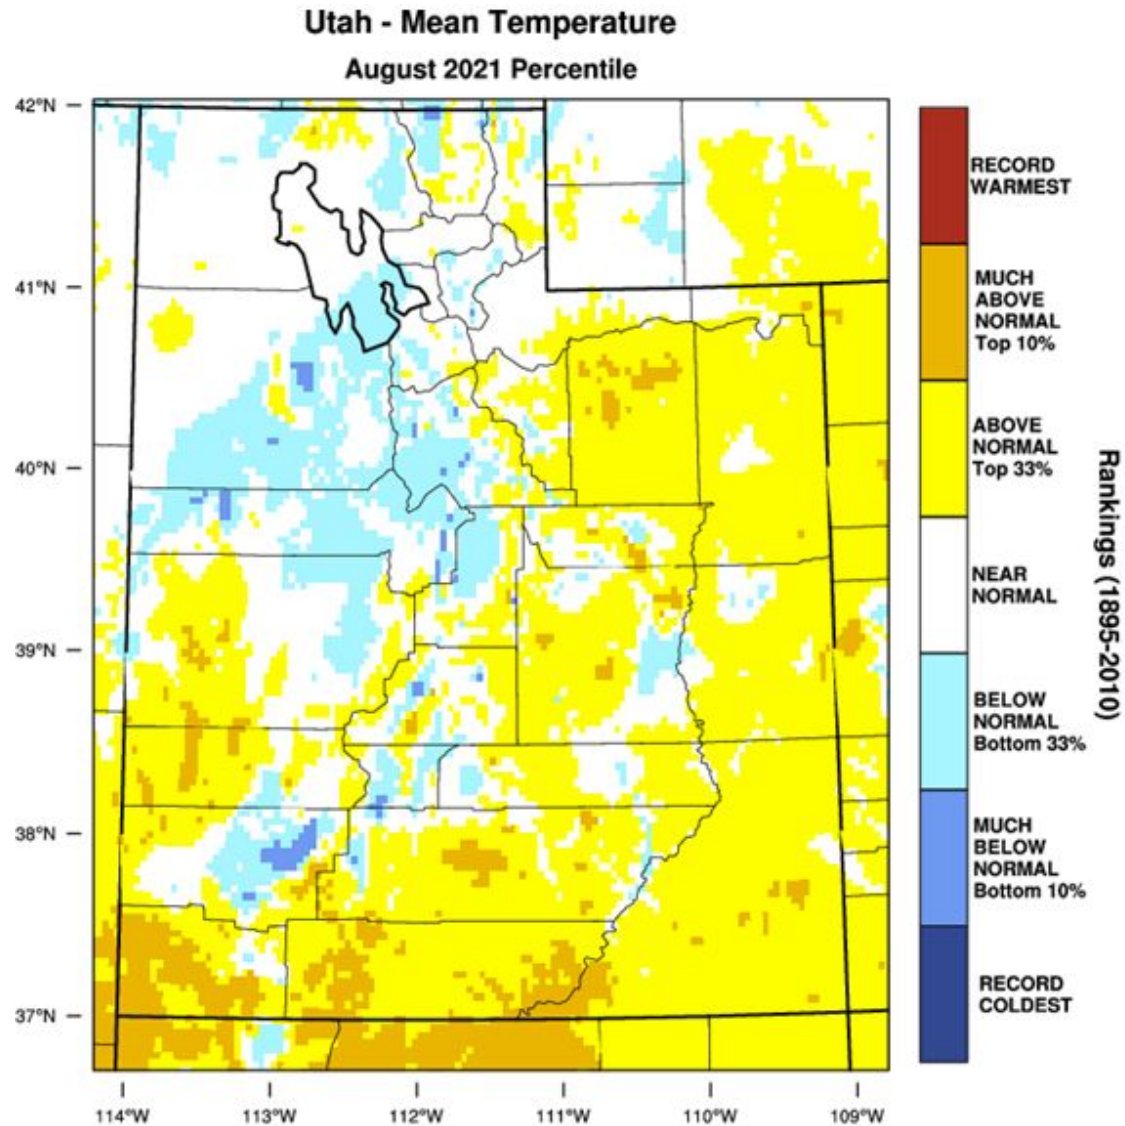 Utah - Mean Temperature
August 2021 Percentile
42°N
41°N
40°N
39°N
38°N
37°N
114°W
113°W
112°W
111°W
110°W
109°W
RECORD
WARMEST
MUCH
ABOVE
NORMAL
Top 10%
ABOVE
NORMAL
Top 33%
NEAR
NORMAL
BELOW
NORMAL
Bottom 33%
MUCH
BELOW
NORMAL
Bottom 10%
RECORD
COLDEST
Rankings (1895-2010)